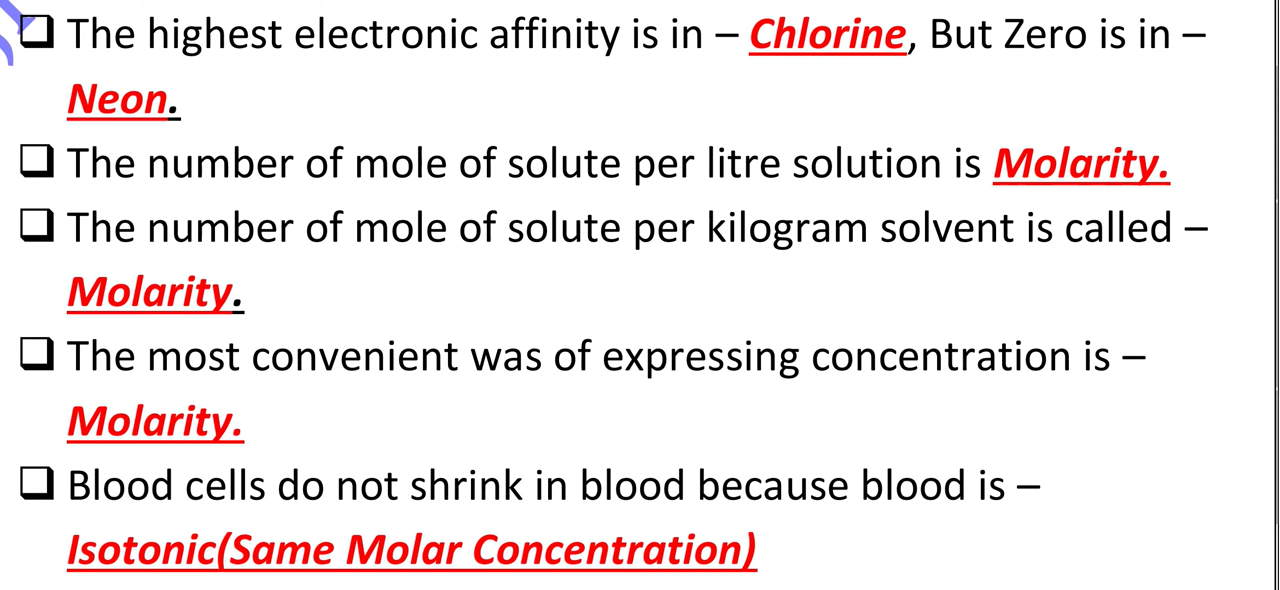 ❑ The highest electronic affinity is in – Chlorine, But Zero is in –
Neon.
❑ The number of mole of solute per litre solution is Molarity.
❑ The number of mole of solute per kilogram solvent is called –
Molarity.
❑ The most convenient was of expressing concentration is –
Molarity.
❑ Blood cells do not shrink in blood because blood is –
Isotonic(Same Molar Concentration)